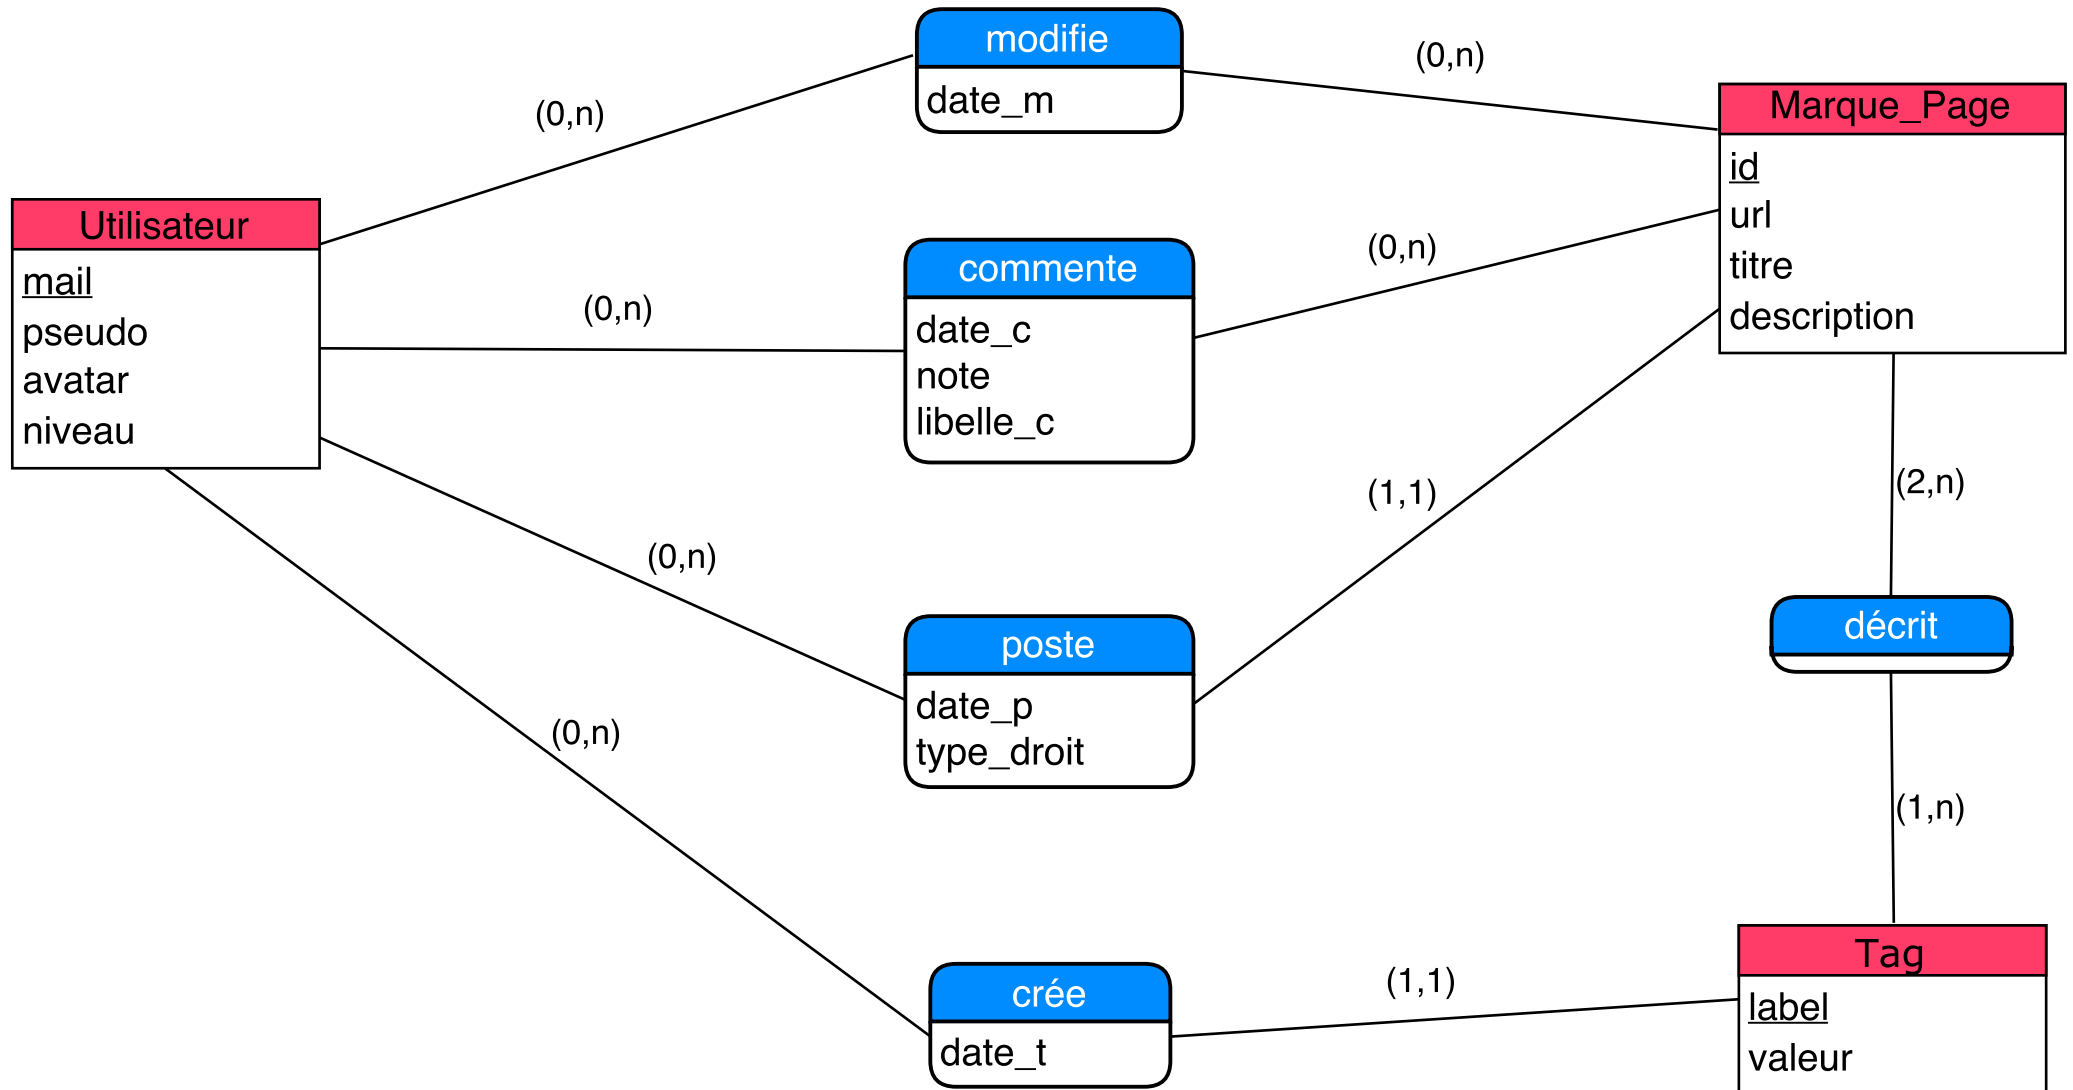 modifie
date_m
(0,n)
(0,n)
Marque_Page
id
url
titre
description
Utilisateur
mail
pseudo
avatar
niveau
(0,n)
commente
date_c
note
libelle_c
(0,n)
(0,n)
poste
date_p
type_droit
(1,1)
(2,n)
décrit
(1,n)
(0,n)
crée
date_t
(1,1)
Tag
label
valeur